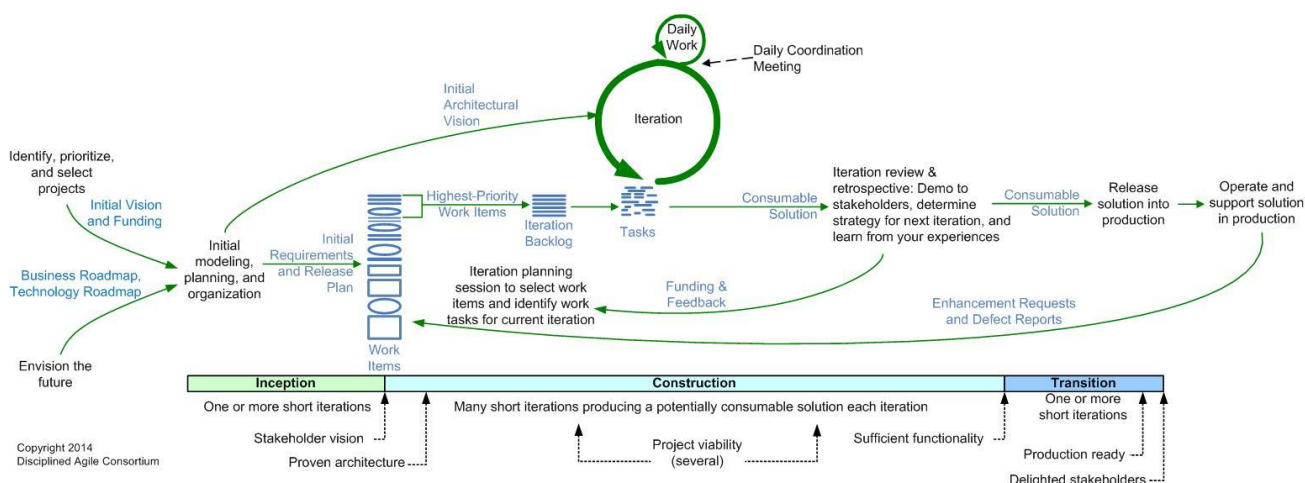 Daily
Work
Daily Coordination
Meeting
Initial
Architectural
Vision
Iteration
Identify, prioritize,
and select
projects
Initial Vision
and Funding
Business Roadmap,
Technology Roadmap
Envision the
future
Initial
modeling,
planning, and
organization
Initial
Requirements
and Release
Plan
Work
Items
Highest-Priority
Work Items
Iteration
Backlog
Tasks
Consumable
Solution
Iteration review &
retrospective: Demo to
stakeholders, determine
strategy for next iteration, and
learn from your experiences
Consumable
Solution
Release
solution into
production
Operate and
support solution
in production
Iteration planning
session to select work
items and identify work
tasks for current iteration
Funding &
Feedback
Enhancement Requests
and Defect Reports
Inception
Construction
Transition
One or more short iterations
Many short iterations producing a potentially consumable solution each iteration
One or more
short iterations
Stakeholder vision
Proven architecture
Project viability
(several)
Sufficient functionality
Production ready
Delighted stakeholders
Copyright 2014
Disciplined Agile Consortium